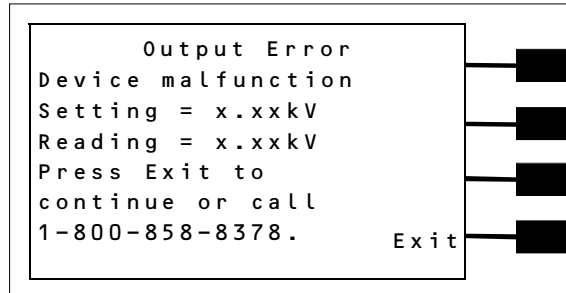 Output Error
Device malfunction
Setting = x.xxkV
Reading = x.xxkV
Press Exit to
continue or call
1-800-858-8378.
Exit